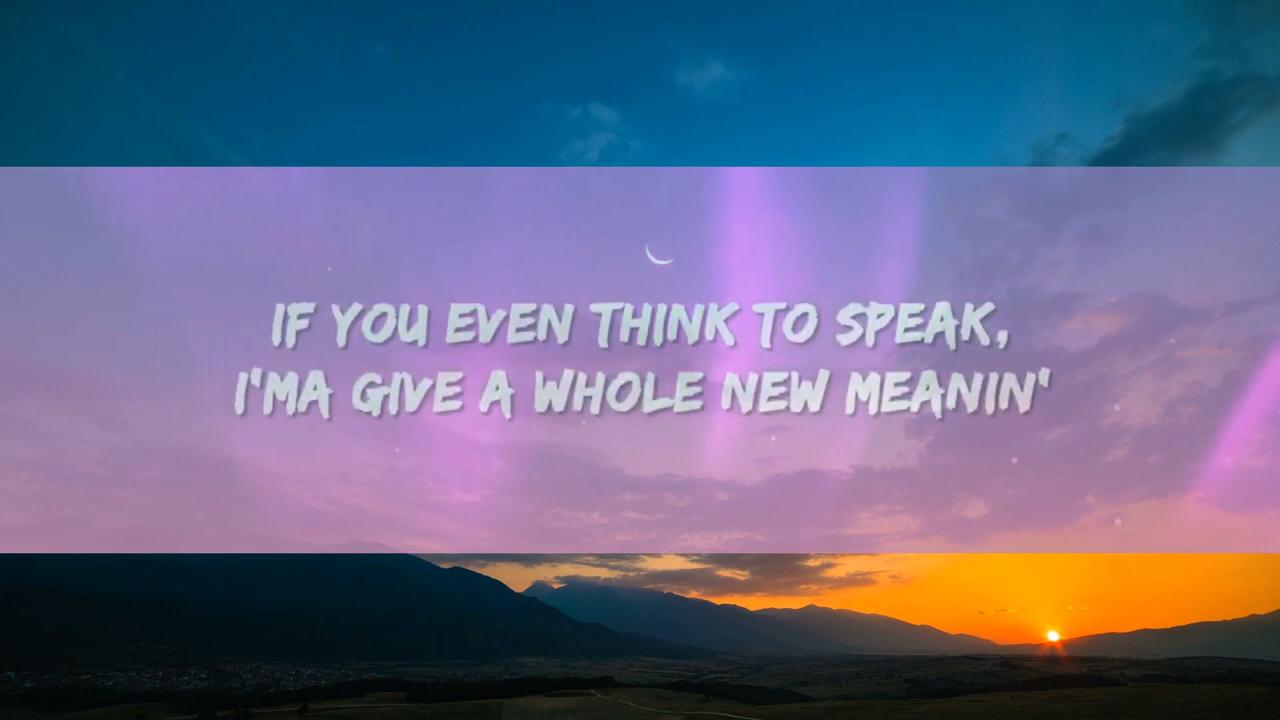 IF YOU EVEN THINK TO SPEAK,
I'MA GIVE A WHOLE NEW MEANIN'